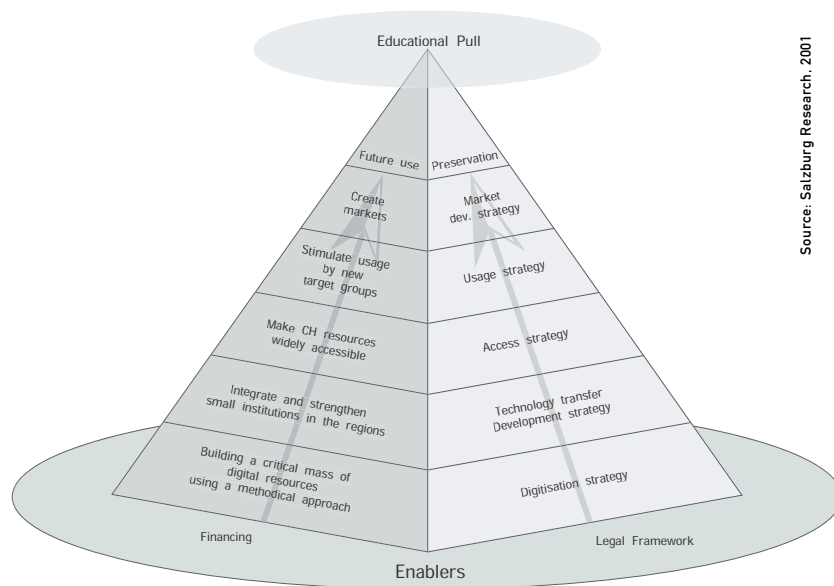 Educational Pull
Future use
Preservation
Create
markets
Market
dev. strategy
Stimulate usage
by new
target groups
Usage strategy
Make CH resources
widely accessible
Access strategy
Integrate and strengthen
small institutions in the regions
Technology transfer
Development strategy
Building a critical mass of
digital resources
using a methodical approach
Digitisation strategy
Financing
Legal Framework
Enablers
Source: Salzburg Research, 2001